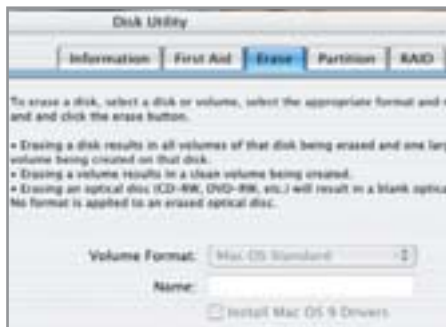 Disk Utility
Information First Aid Erase Partition RAID
To erase a disk, select a disk or volume, select the appropriate format and
and and click the erase button.
• Erasing a disk results in all volumes of that disk being erased and one larg
volume being created on that disk.
• Erasing a volume results in a clean volume being created.
• Erasing an optical disc (CD-RW, DVD-RW, etc.) will result in a blank optica
No format is applied to an erased optical disc.
Volume Format: Mac OS Standard
Name:
Install Mac OS 9 Drivers